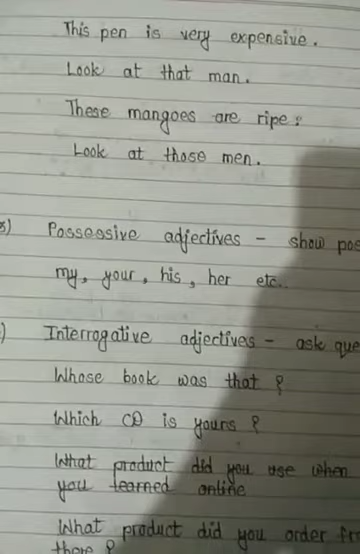 This pen is very expensive.
Look at that man.
These mangoes are ripe.
Look at those men.
3) Possessive adjectives - show pos
my, your, his, her etc..
) Interrogative adjectives - ask que
Whose book was that ?
Which CD is yours ?
What product did you use when
you learned online
What product did you order fr
there ?